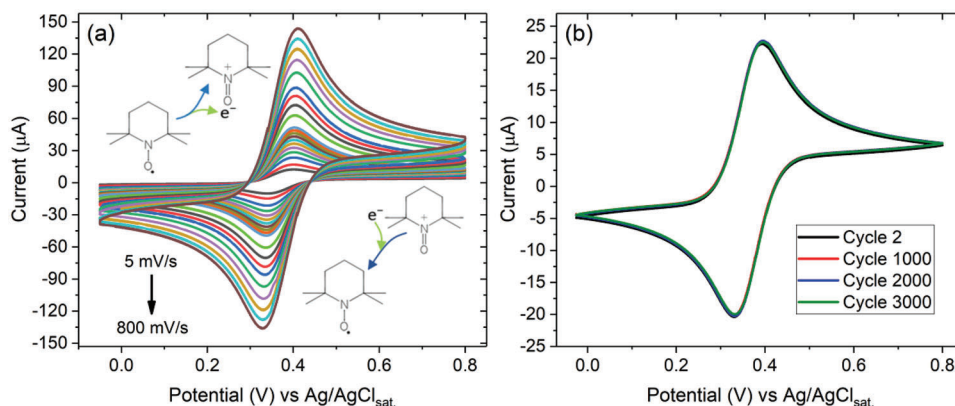 (a)
150
120
90
60
30
0
-30
-60
-90
-120
-150
Current (µA)
N
+
O
e⁻
N
O
•
e⁻
N
+
O
N
O
•
5 mV/s
800 mV/s
0.0 0.2 0.4 0.6 0.8
Potential (V) vs Ag/AgCl sat.
(b)
25
20
15
10
5
0
-5
-10
-15
-20
-25
Current (µA)
Cycle 2
Cycle 1000
Cycle 2000
Cycle 3000
0.0 0.2 0.4 0.6 0.8
Potential (V) vs Ag/AgCl sat.